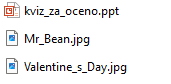 kviz_za_oceno.ppt
Mr_Bean.jpg
Valentine_s_Day.jpg